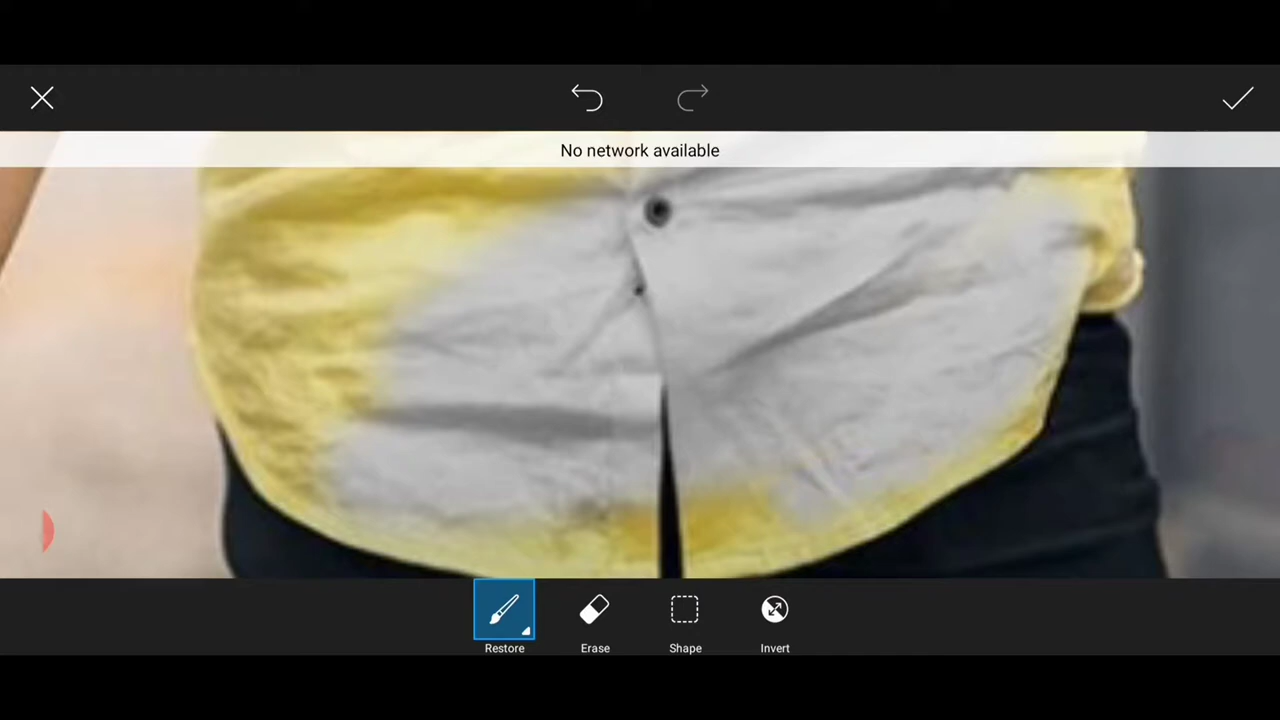 No network available
Restore
Erase
Shape
Invert